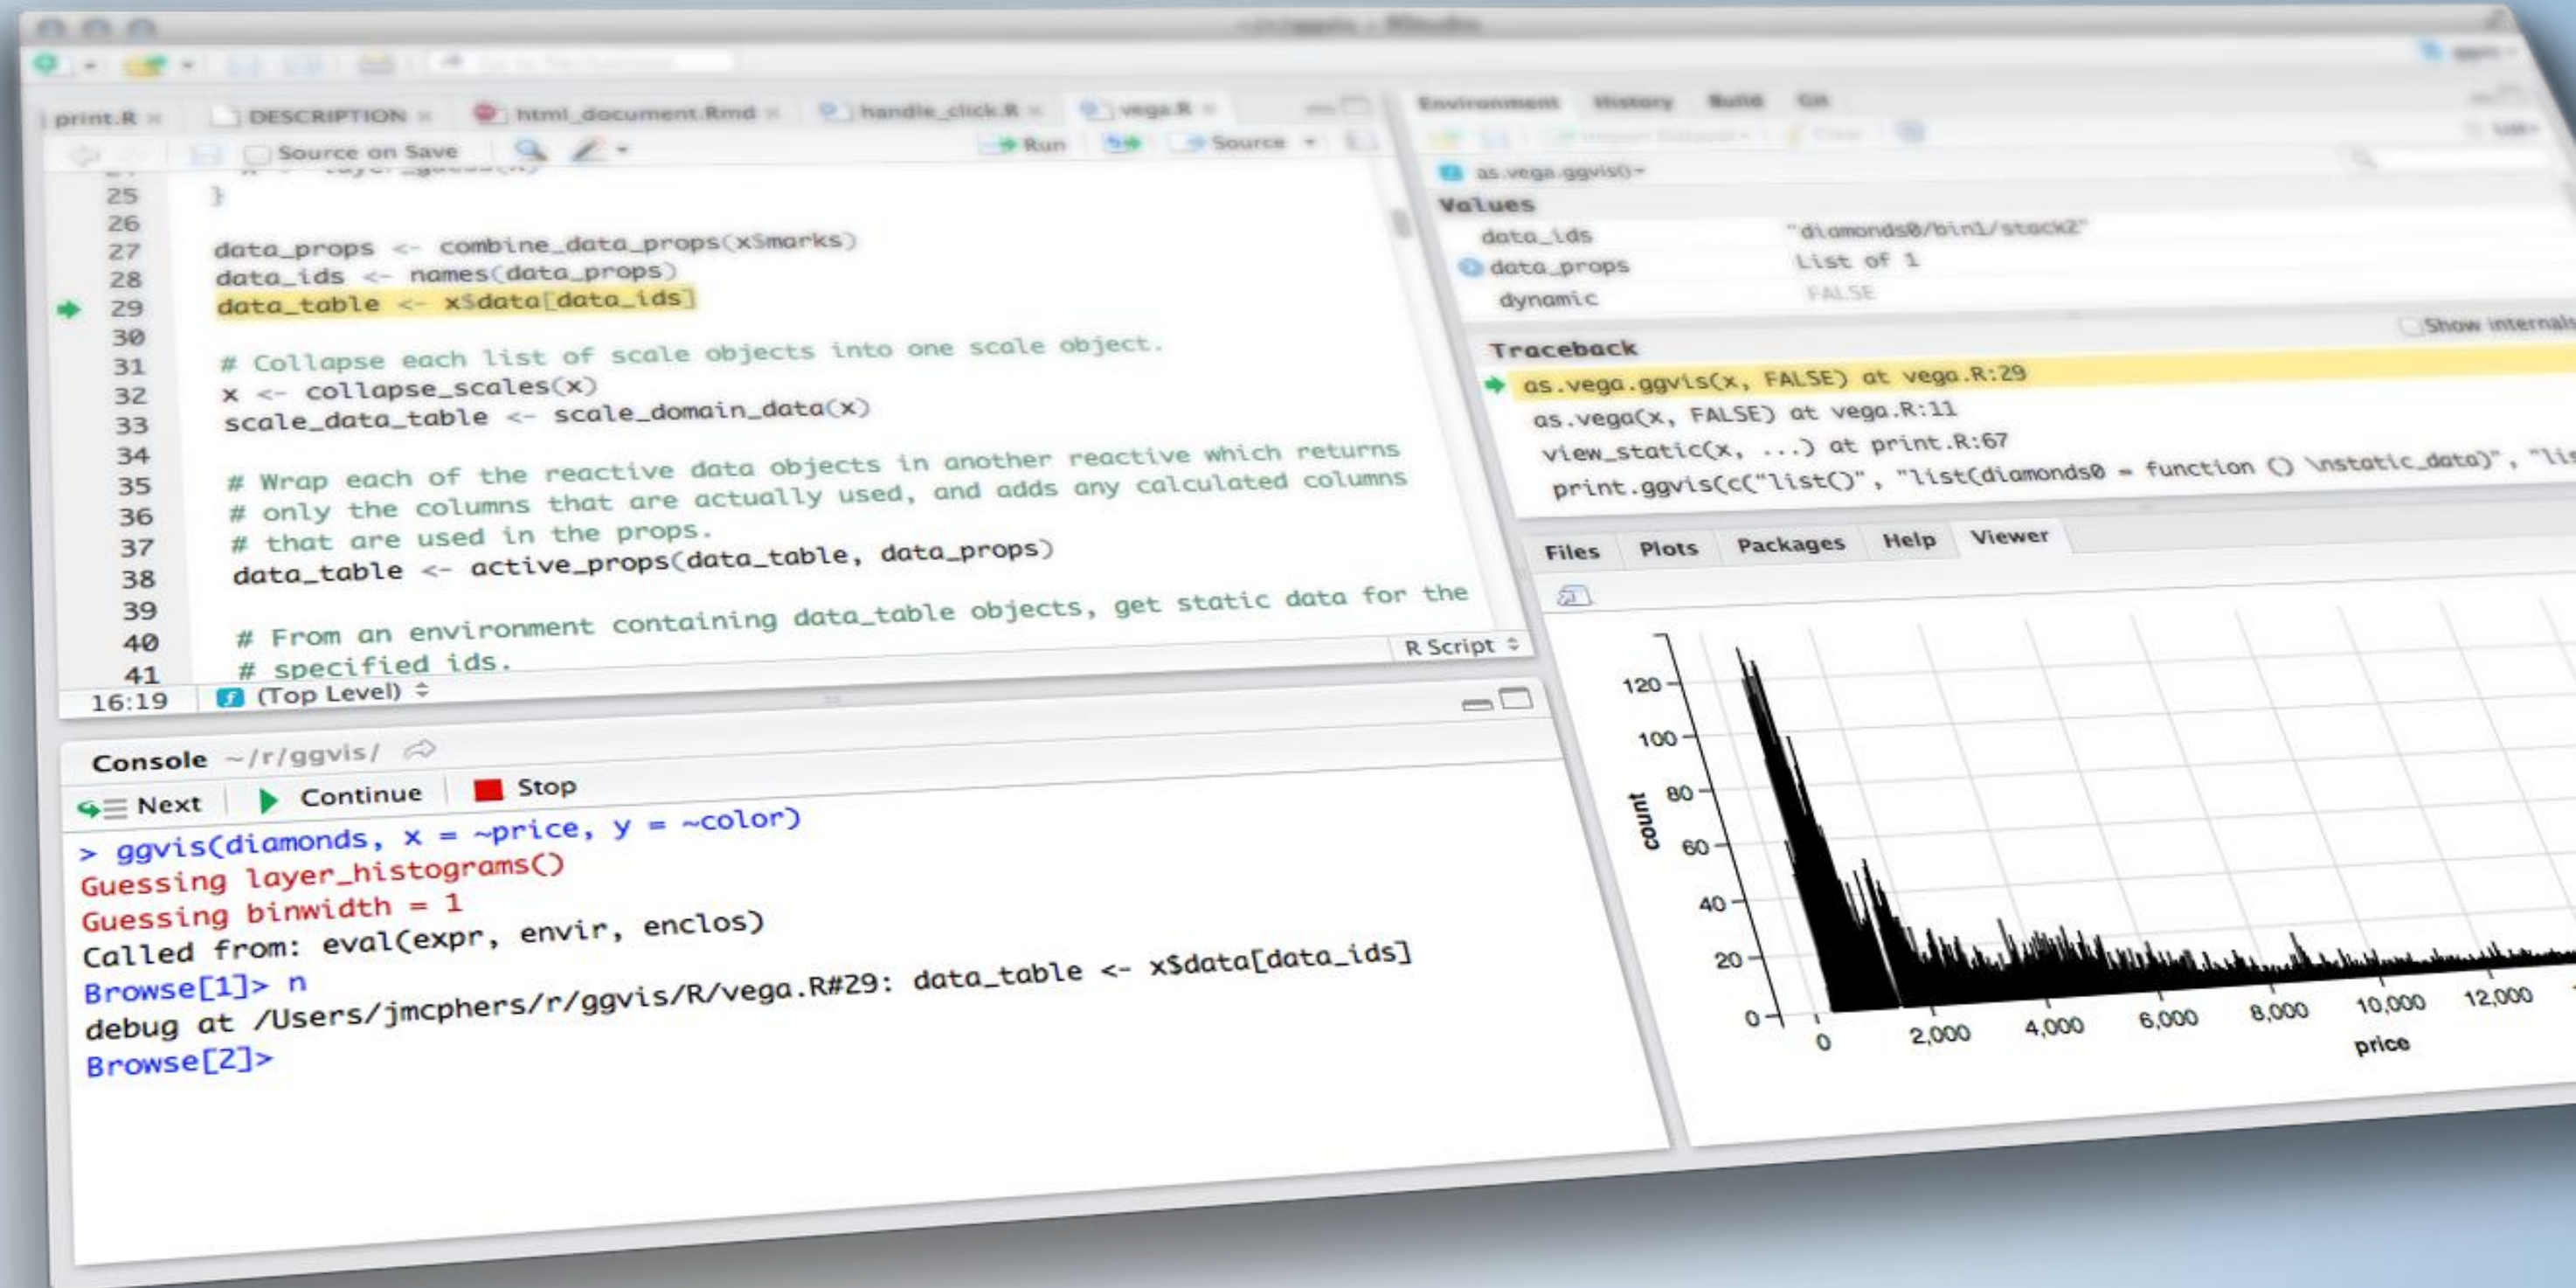 print.R
DESCRIPTION
html_document.Rmd
handle_click.R
vega.R
Source on Save
Run
Source
25 }
26
27 data_props <- combine_data_props(x$marks)
28 data_ids <- names(data_props)
29 data_table <- x$data[data_ids]
30
31 # Collapse each list of scale objects into one scale object.
32 x <- collapse_scales(x)
33 scale_data_table <- scale_domain_data(x)
34
35 # Wrap each of the reactive data objects in another reactive which returns
36 # only the columns that are actually used, and adds any calculated columns
37 # that are used in the props.
38 data_table <- active_props(data_table, data_props)
39
40 # From an environment containing data_table objects, get static data for the
41 # specified ids.
16:19 (Top Level)
R Script
Console ~/r/ggvis/
Next Continue Stop
> ggvis(diamonds, x = ~price, y = ~color)
Guessing layer_histograms()
Guessing binwidth = 1
Called from: eval(expr, envir, enclos)
Browse[1]> n
debug at /Users/jmcphers/r/ggvis/R/vega.R#29: data_table <- x$data[data_ids]
Browse[2]>
Environment History Build Git
as.vega.ggvis()
Values
data_ids "diamonds0/bin1/stack2"
data_props List of 1
dynamic FALSE
Show internals
Traceback
as.vega.ggvis(x, FALSE) at vega.R:29
as.vega(x, FALSE) at vega.R:11
view_static(x, ...) at print.R:67
print.ggvis(c("list()", "list(diamonds0 = function () \nstatic_data)", "lis
Files Plots Packages Help Viewer
120
100
80
60
40
20
0
count
0 2,000 4,000 6,000 8,000 10,000 12,000
price